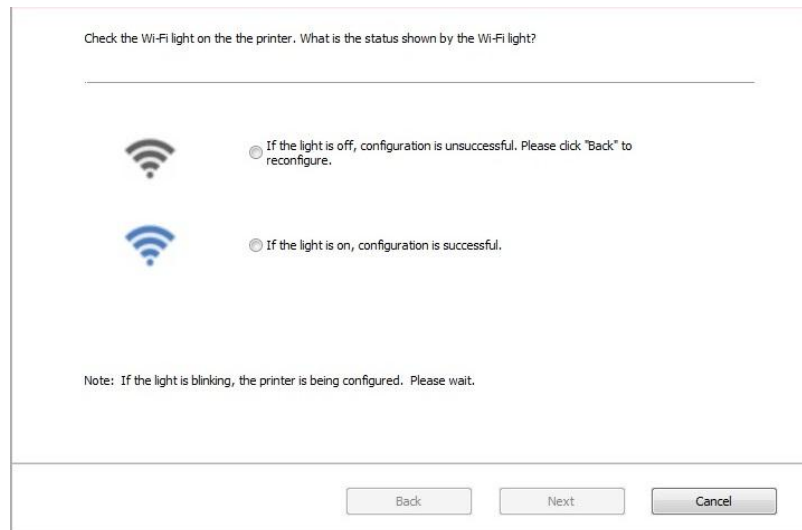 Check the Wi-Fi light on the the printer. What is the status shown by the Wi-Fi light?
If the light is off, configuration is unsuccessful. Please click "Back" to
reconfigure.
If the light is on, configuration is successful.
Note: If the light is blinking, the printer is being configured. Please wait.
Back
Next
Cancel